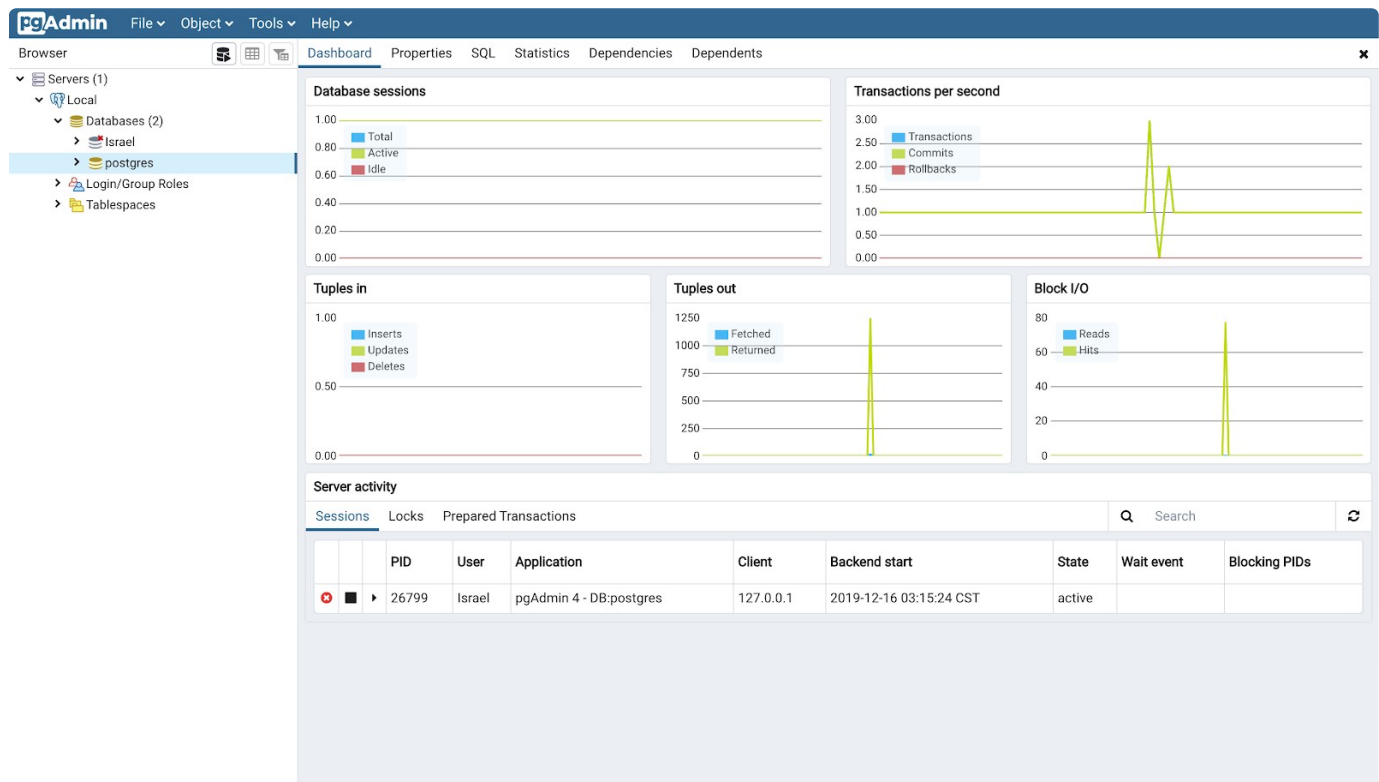 pgAdmin File Object Tools Help
Browser
Servers (1)
Local
Databases (2)
Israel
postgres
Login/Group Roles
Tablespaces
Dashboard Properties SQL Statistics Dependencies Dependents
Database sessions
1.00
0.80
0.60
0.40
0.20
0.00
Total
Active
Idle
Transactions per second
3.00
2.50
2.00
1.50
1.00
0.50
0.00
Transactions
Commits
Rollbacks
Tuples in
1.00
0.50
0.00
Inserts
Updates
Deletes
Tuples out
1250
1000
750
500
250
0
Fetched
Returned
Block I/O
80
60
40
20
0
Reads
Hits
Server activity
Sessions Locks Prepared Transactions Search
PID User Application Client Backend start State Wait event Blocking PIDs
26799 Israel pgAdmin 4 - DB:postgres 127.0.0.1 2019-12-16 03:15:24 CST active